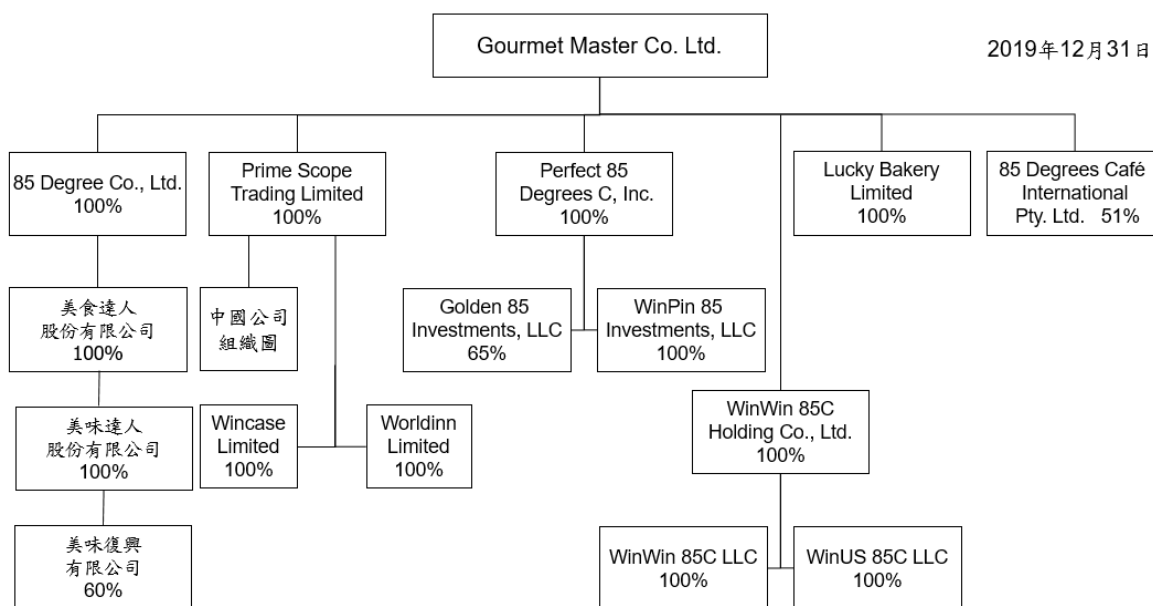 Gourmet Master Co. Ltd.
2019年12月31日
85 Degree Co., Ltd.
100%
Prime Scope
Trading Limited
100%
Perfect 85
Degrees C, Inc.
100%
Lucky Bakery
Limited
100%
85 Degrees Café
International
Pty. Ltd. 51%
美食達人
股份有限公司
100%
中國公司
組織圖
Golden 85
Investments, LLC
65%
WinPin 85
Investments, LLC
100%
美味達人
股份有限公司
100%
Wincase
Limited
100%
Worldinn
Limited
100%
WinWin 85C
Holding Co., Ltd.
100%
美味復興
有限公司
60%
WinWin 85C LLC
100%
WinUS 85C LLC
100%